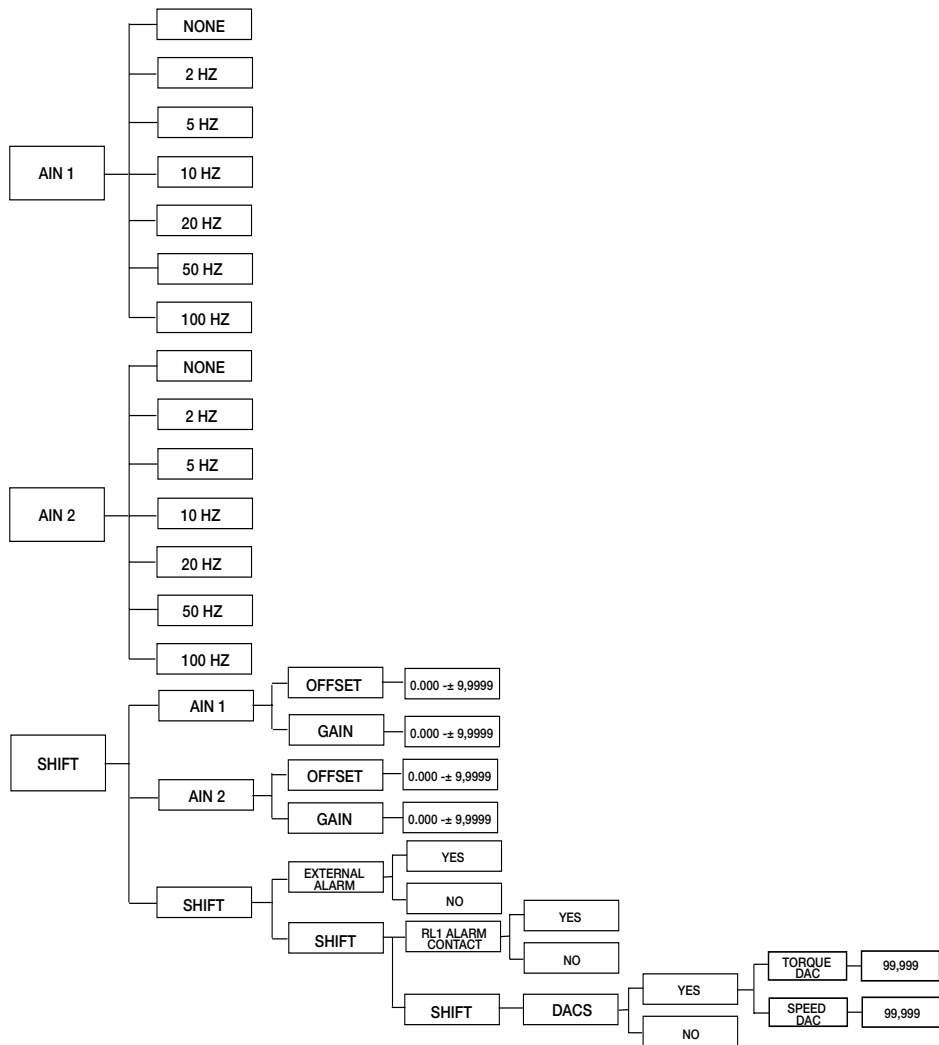 NONE
2 HZ
5 HZ
AIN 1
10 HZ
20 HZ
50 HZ
100 HZ
NONE
2 HZ
5 HZ
AIN 2
10 HZ
20 HZ
50 HZ
100 HZ
OFFSET
0.000 -± 9,9999
AIN 1
GAIN
0.000 -± 9,9999
SHIFT
OFFSET
0.000 -± 9,9999
AIN 2
GAIN
0.000 -± 9,9999
YES
EXTERNAL
ALARM
NO
SHIFT
YES
SHIFT
RL1 ALARM
CONTACT
NO
TORQUE
DAC
99,999
YES
SHIFT
DACS
SPEED
DAC
99,999
NO